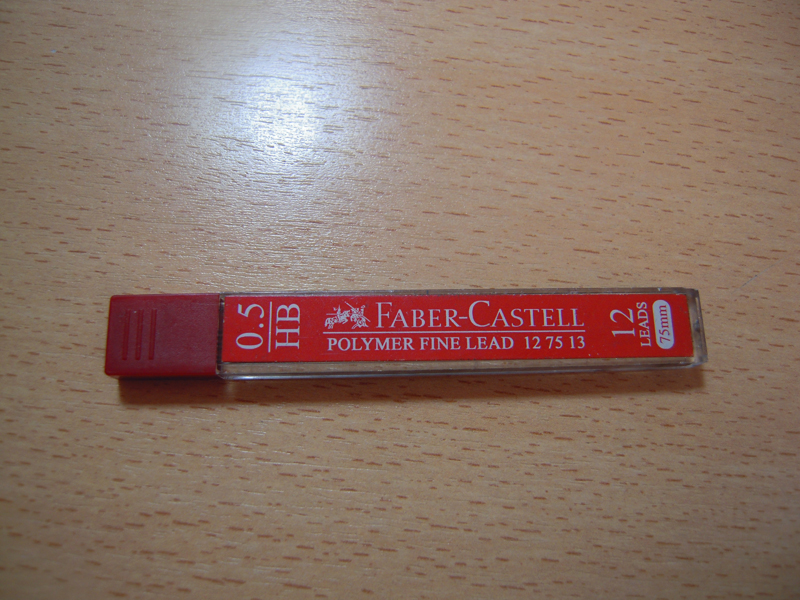 0.5
HB
FABER-CASTELL
POLYMER FINE LEAD 12 75 13
12
LEADS
75mm